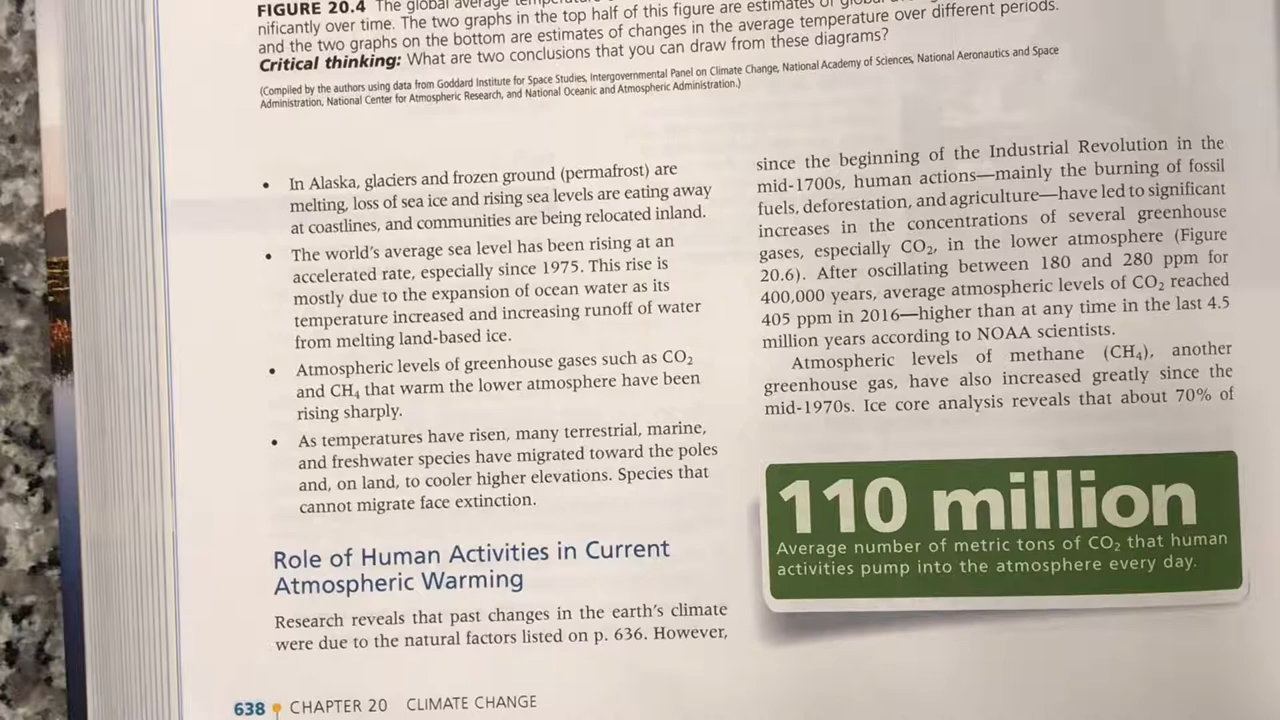 FIGURE 20.4 The global average
nificantly over time. The two graphs in the top half of this figure are estimates of
and the two graphs on the bottom are estimates of changes in the average temperature over different periods.
Critical thinking: What are two conclusions that you can draw from these diagrams?
(Compiled by the authors using data from Goddard Institute for Space Studies, Intergovernmental Panel on Climate Change, National Academy of Sciences, National Aeronautics and Space
Administration, National Center for Atmospheric Research, and National Oceanic and Atmospheric Administration.)
• In Alaska, glaciers and frozen ground (permafrost) are
melting, loss of sea ice and rising sea levels are eating away
at coastlines, and communities are being relocated inland.
• The world's average sea level has been rising at an
accelerated rate, especially since 1975. This rise is
mostly due to the expansion of ocean water as its
temperature increased and increasing runoff of water
from melting land-based ice.
• Atmospheric levels of greenhouse gases such as CO₂
and CH₄ that warm the lower atmosphere have been
rising sharply.
• As temperatures have risen, many terrestrial, marine,
and freshwater species have migrated toward the poles
and, on land, to cooler higher elevations. Species that
cannot migrate face extinction.
Role of Human Activities in Current
Atmospheric Warming
Research reveals that past changes in the earth's climate
were due to the natural factors listed on p. 636. However,
since the beginning of the Industrial Revolution in the
mid-1700s, human actions—mainly the burning of fossil
fuels, deforestation, and agriculture—have led to significant
increases in the concentrations of several greenhouse
gases, especially CO₂, in the lower atmosphere (Figure
20.6). After oscillating between 180 and 280 ppm for
400,000 years, average atmospheric levels of CO₂ reached
405 ppm in 2016—higher than at any time in the last 4.5
million years according to NOAA scientists.
Atmospheric levels of methane (CH₄), another
greenhouse gas, have also increased greatly since the
mid-1970s. Ice core analysis reveals that about 70% of
110 million
Average number of metric tons of CO₂ that human
activities pump into the atmosphere every day.
638 CHAPTER 20 CLIMATE CHANGE